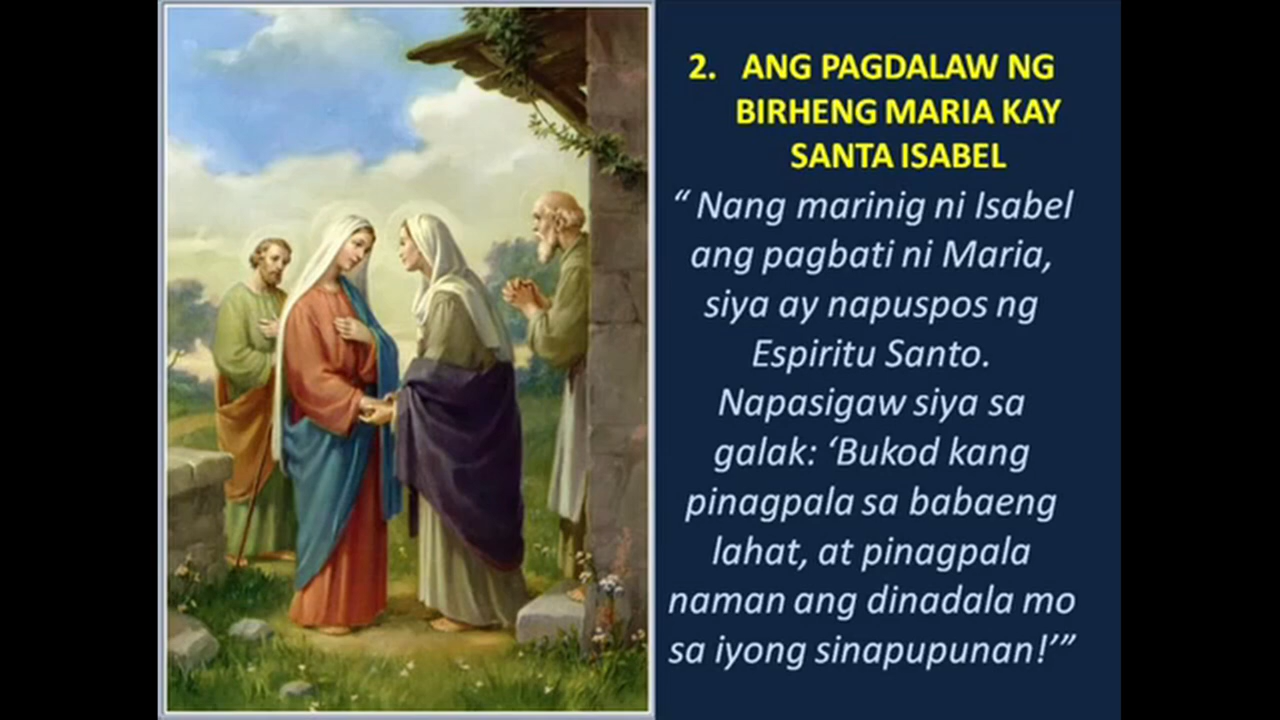 2. ANG PAGDALAW NG
BIRHENG MARIA KAY
SANTA ISABEL
“ Nang marinig ni Isabel
ang pagbati ni Maria,
siya ay napuspos ng
Espiritu Santo.
Napasigaw siya sa
galak: ‘Bukod kang
pinagpala sa babaeng
lahat, at pinagpala
naman ang dinadala mo
sa iyong sinapupunan!’”